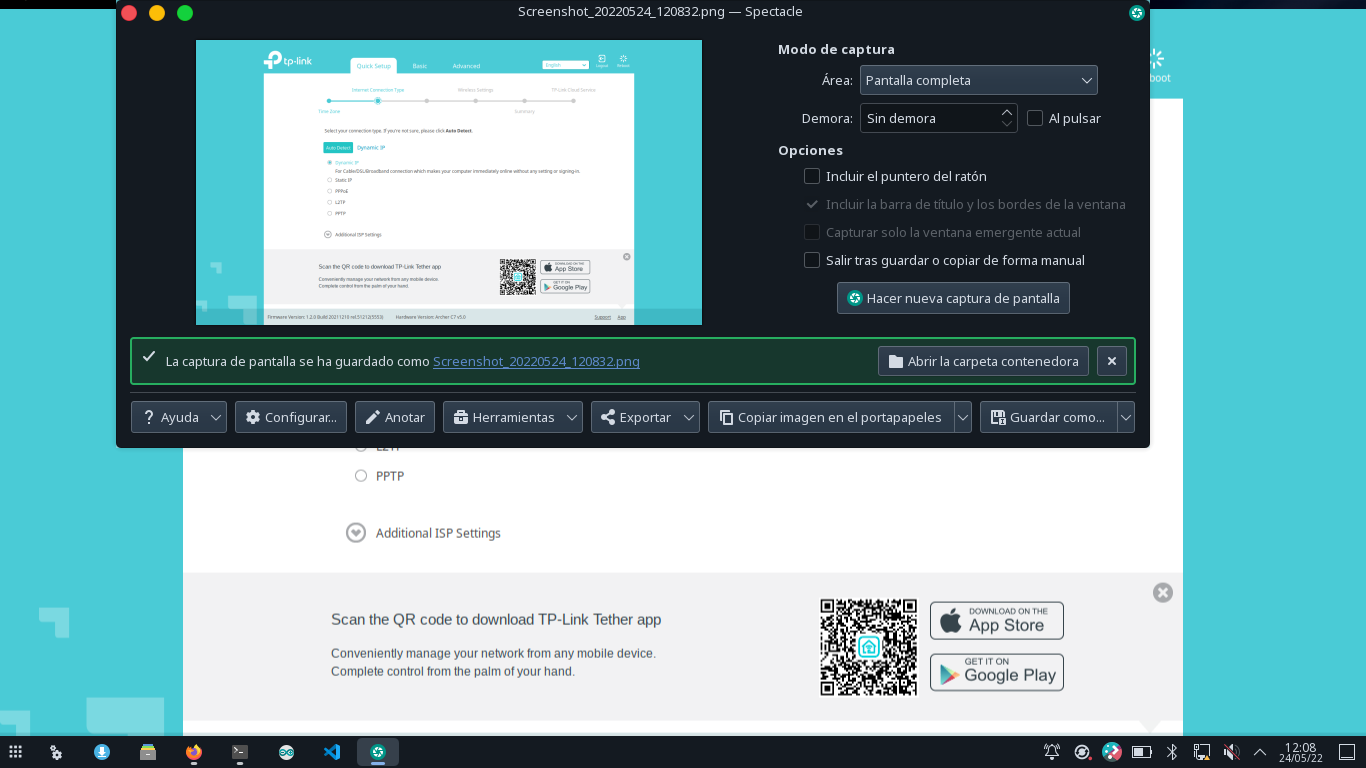 Screenshot_20220524_120832.png — Spectacle
tp-link
Quick Setup
Basic
Advanced
English
Logout
Reboot
Internet Connection Type
Wireless Settings
TP-Link Cloud Service
Time Zone
Summary
Select your connection type. If you're not sure, please click Auto Detect.
Auto Detect
Dynamic IP
Dynamic IP
For Cable/DSL/Broadband connection which makes your computer immediately online without any setting or signing-in.
Static IP
PPPoE
L2TP
PPTP
Additional ISP Settings
Scan the QR code to download TP-Link Tether app
Conveniently manage your network from any mobile device.
Complete control from the palm of your hand.
DOWNLOAD ON THE
App Store
GET IT ON
Google Play
Hardware Version: Archer C7 v5.0
Support
App
Modo de captura
Área: Pantalla completa
Demora: Sin demora
Al pulsar
Opciones
Incluir el puntero del ratón
Incluir la barra de título y los bordes de la ventana
Capturar solo la ventana emergente actual
Salir tras guardar o copiar de forma manual
Hacer nueva captura de pantalla
oot
La captura de pantalla se ha guardado como Screenshot_20220524_120832.png
Abrir la carpeta contenedora
Ayuda
Configurar...
Anotar
Herramientas
Exportar
Copiar imagen en el portapapeles
Guardar como...
PPTP
Additional ISP Settings
Scan the QR code to download TP-Link Tether app
Conveniently manage your network from any mobile device.
Complete control from the palm of your hand.
DOWNLOAD ON THE
App Store
GET IT ON
Google Play
12:08
24/05/22